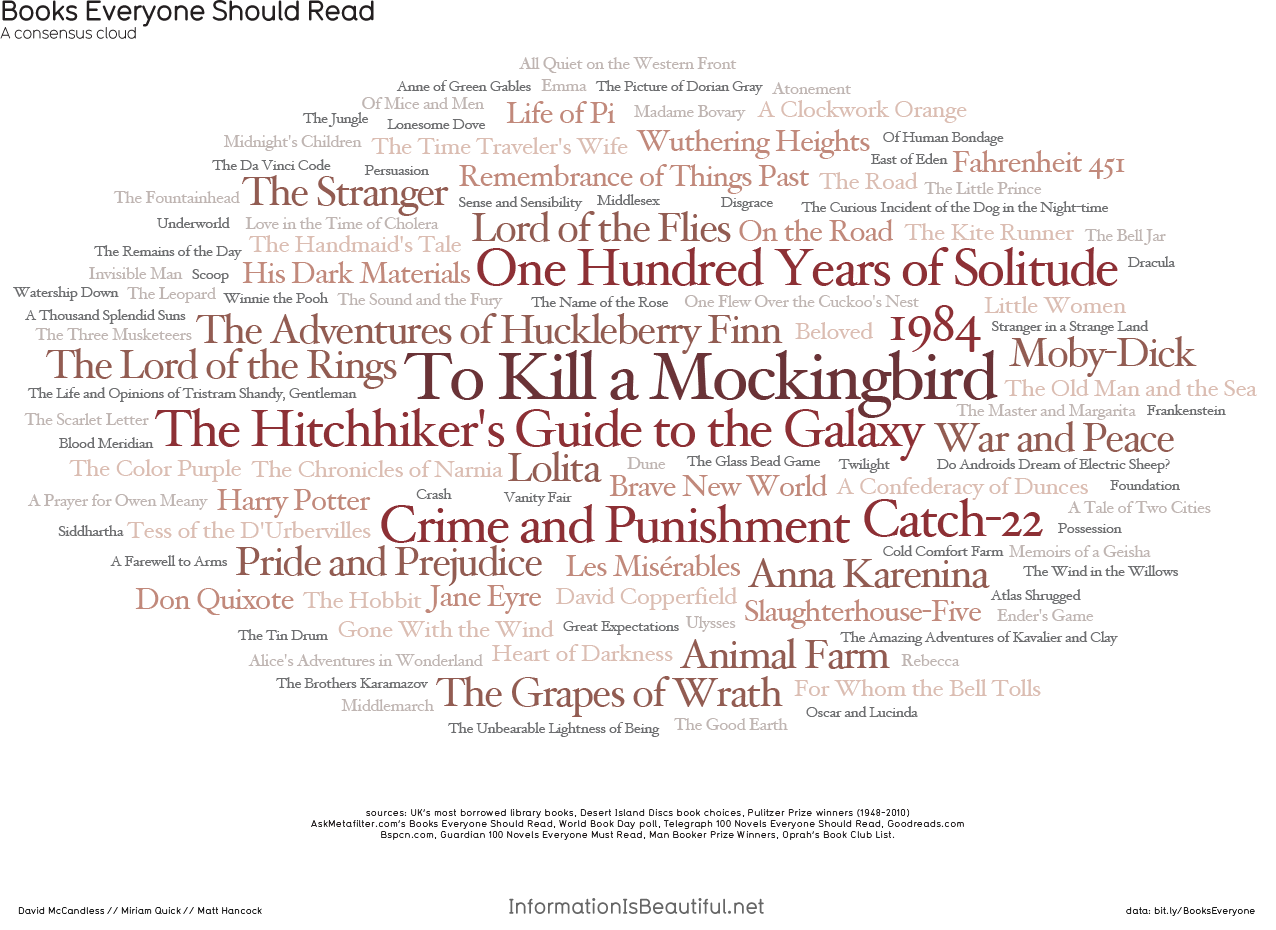 Books Everyone Should Read
A consensus cloud
All Quiet on the Western Front
Anne of Green Gables Emma The Picture of Dorian Gray Atonement
Of Mice and Men Life of Pi Madame Bovary A Clockwork Orange
The Jungle Lonesome Dove
Midnight's Children The Time Traveler's Wife Wuthering Heights Of Human Bondage
The Da Vinci Code Persuasion East of Eden Fahrenheit 451
The Fountainhead The Stranger Remembrance of Things Past The Road The Little Prince
Sense and Sensibility Middlesex Disgrace The Curious Incident of the Dog in the Night-time
Underworld Love in the Time of Cholera Lord of the Flies On the Road The Kite Runner The Bell Jar
The Remains of the Day The Handmaid's Tale
Invisible Man Scoop His Dark Materials One Hundred Years of Solitude Dracula
Watership Down The Leopard Winnie the Pooh The Sound and the Fury The Name of the Rose One Flew Over the Cuckoo's Nest Little Women
A Thousand Splendid Suns
The Three Musketeers The Adventures of Huckleberry Finn Beloved 1984 Stranger in a Strange Land
The Lord of the Rings To Kill a Mockingbird Moby-Dick
The Life and Opinions of Tristram Shandy, Gentleman The Old Man and the Sea
The Scarlet Letter The Master and Margarita Frankenstein
Blood Meridian The Hitchhiker's Guide to the Galaxy War and Peace
The Color Purple The Chronicles of Narnia Lolita Dune The Glass Bead Game Twilight Do Androids Dream of Electric Sheep?
A Prayer for Owen Meany Harry Potter Crash Vanity Fair Brave New World A Confederacy of Dunces Foundation
A Tale of Two Cities
Siddhartha Tess of the D'Urbervilles Crime and Punishment Catch-22 Possession
A Farewell to Arms Pride and Prejudice Les Misérables Cold Comfort Farm Memoirs of a Geisha
Anna Karenina The Wind in the Willows
Don Quixote The Hobbit Jane Eyre David Copperfield Atlas Shrugged
Slaughterhouse-Five Ender's Game
The Tin Drum Gone With the Wind Great Expectations Ulysses
The Amazing Adventures of Kavalier and Clay
Alice's Adventures in Wonderland Heart of Darkness Animal Farm Rebecca
The Brothers Karamazov The Grapes of Wrath For Whom the Bell Tolls
Middlemarch Oscar and Lucinda
The Unbearable Lightness of Being The Good Earth
sources: UK's most borrowed library books, Desert Island Discs book choices, Pulitzer Prize winners (1948-2010)
AskMetafilter.com's Books Everyone Should Read, World Book Day poll, Telegraph 100 Novels Everyone Should Read, Goodreads.com
Bspcn.com, Guardian 100 Novels Everyone Must Read, Man Booker Prize Winners, Oprah's Book Club List.
David McCandless // Miriam Quick // Matt Hancock
InformationIsBeautiful.net
data: bit.ly/BooksEveryone